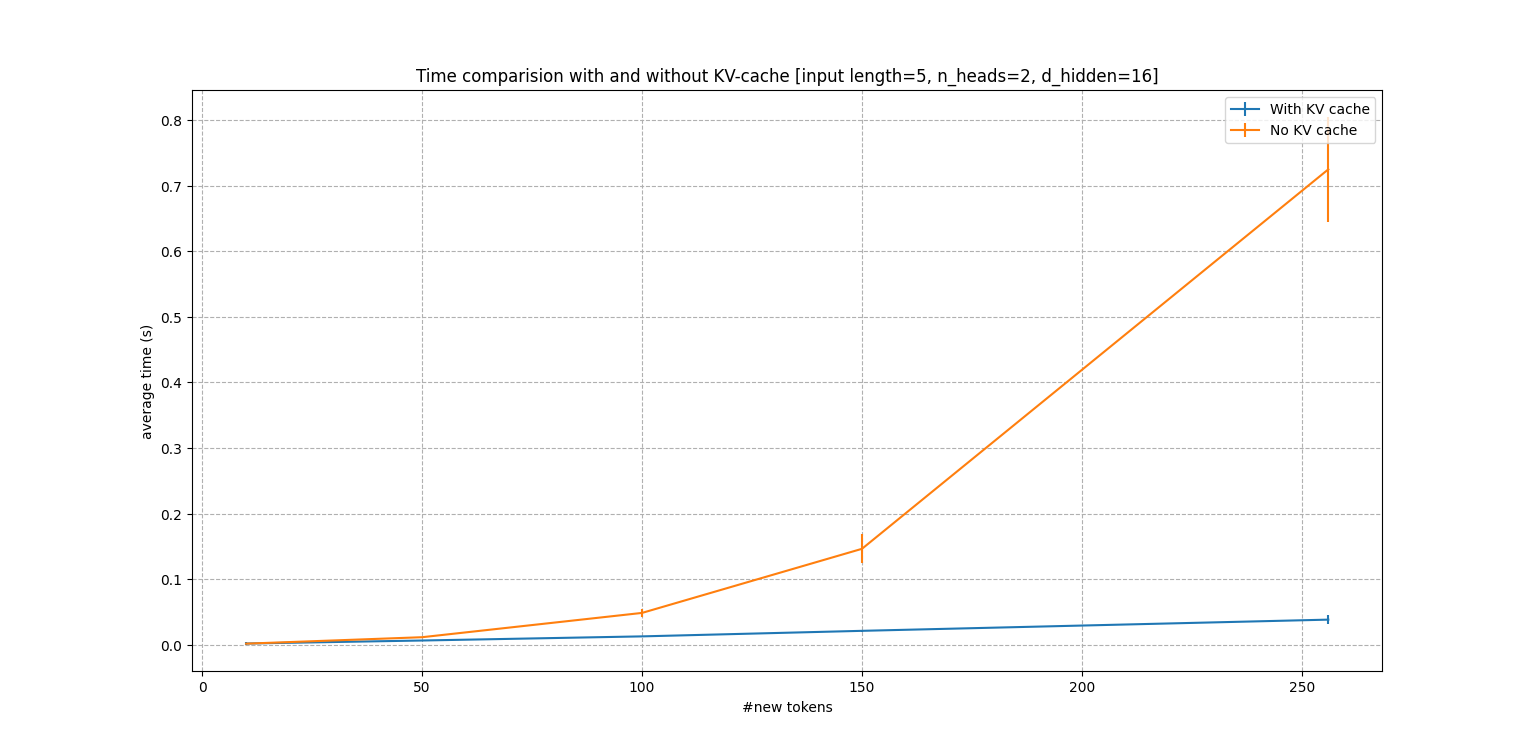 Time comparision with and without KV-cache [input length=5, n_heads=2, d_hidden=16]
With KV cache
No KV cache
0.8
0.7
0.6
0.5
0.4
0.3
0.2
0.1
0.0
average time (s)
0 50 100 150 200 250
#new tokens